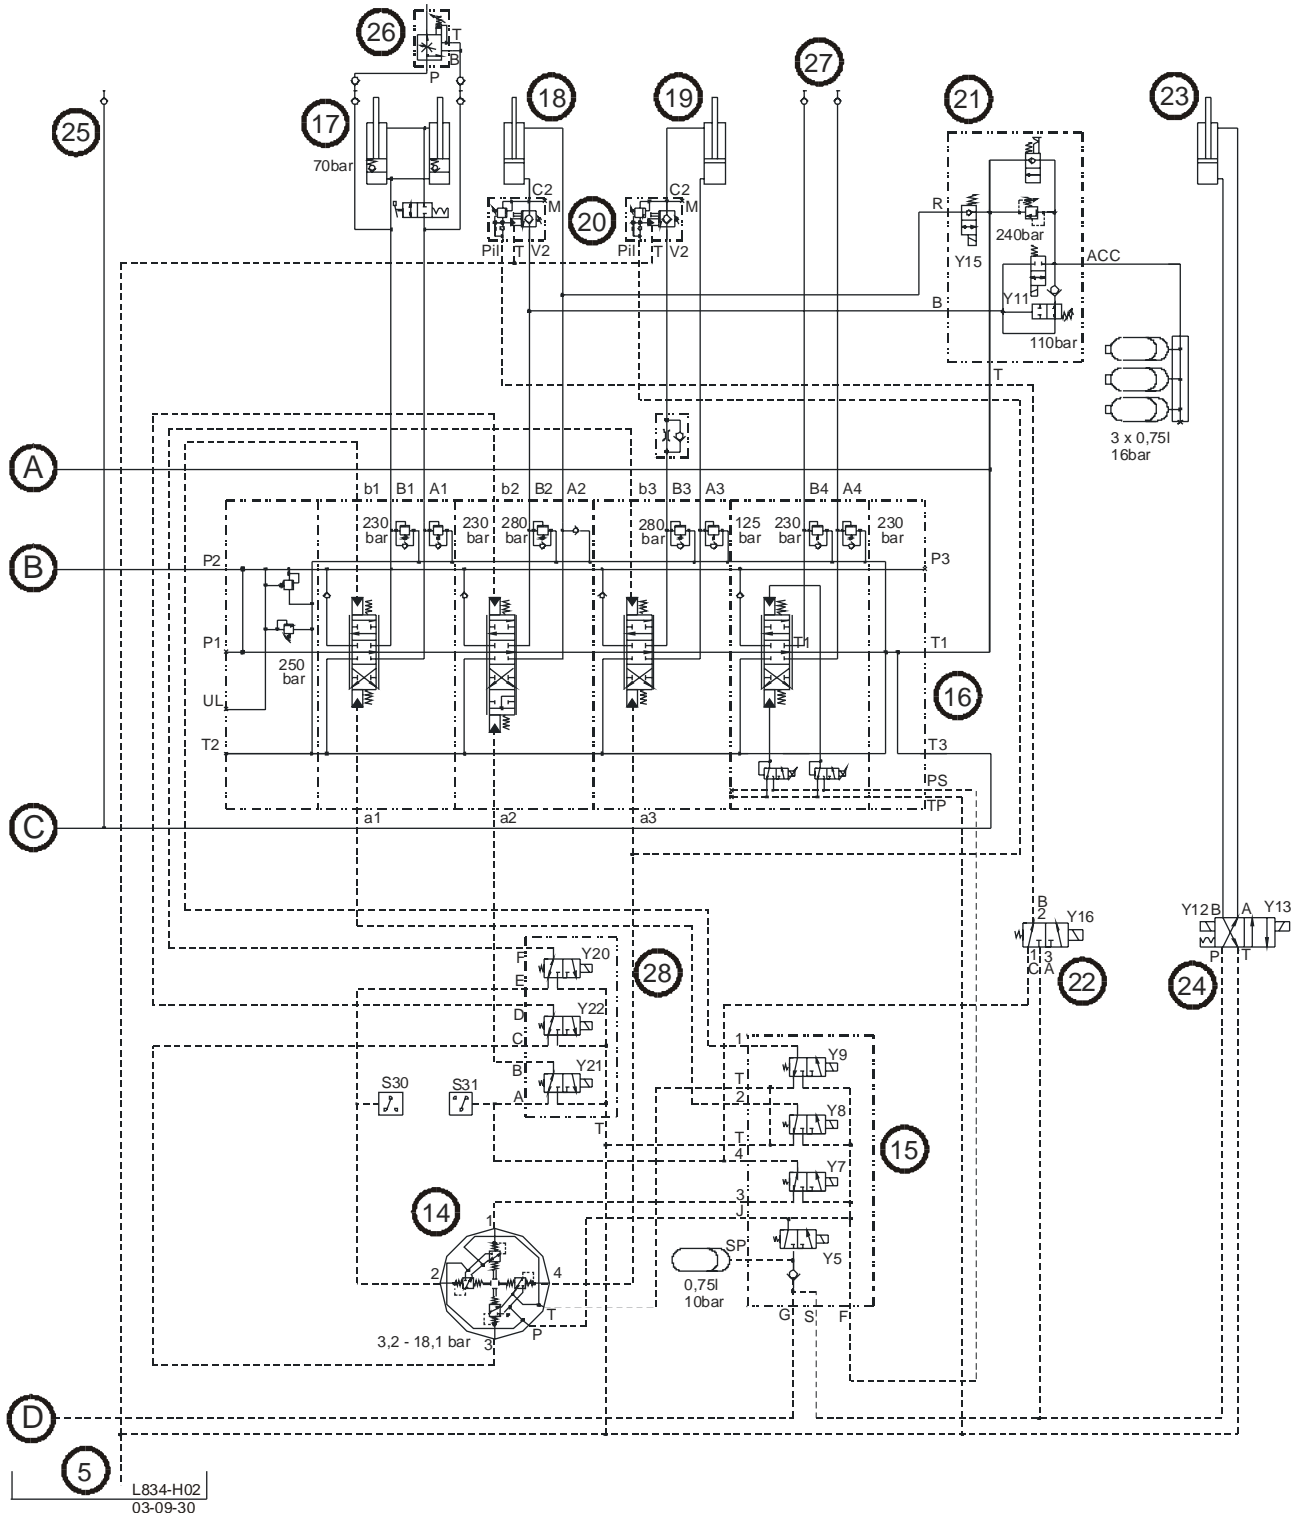 26
T
B
P
27
25
17
18
19
21
23
70bar
C2
M
C2
M
20
R
240bar
Pil
T
V2
Pil
T
V2
Y15
ACC
Y11
B
110bar
T
3 x 0,75l
16bar
A
b1
B1
A1
b2
B2
A2
b3
B3
A3
B4
A4
230
bar
230
bar
280
bar
280
bar
125
bar
230
bar
230
bar
B
P2
P3
P1
T1
T1
250
bar
UL
16
T2
T3
PS
TP
C
a1
a2
a3
B
2
Y16
Y12
B
A
Y13
1
3
C
A
P
T
22
24
F
Y20
E
28
D
Y22
C
B
Y21
A
T
S30
S31
1
Y9
T
2
Y8
T
15
4
Y7
3
J
14
1
SP
Y5
2
4
0,75l
10bar
T
P
3
3,2 - 18,1 bar
G
S
F
D
5
L834-H02
03-09-30